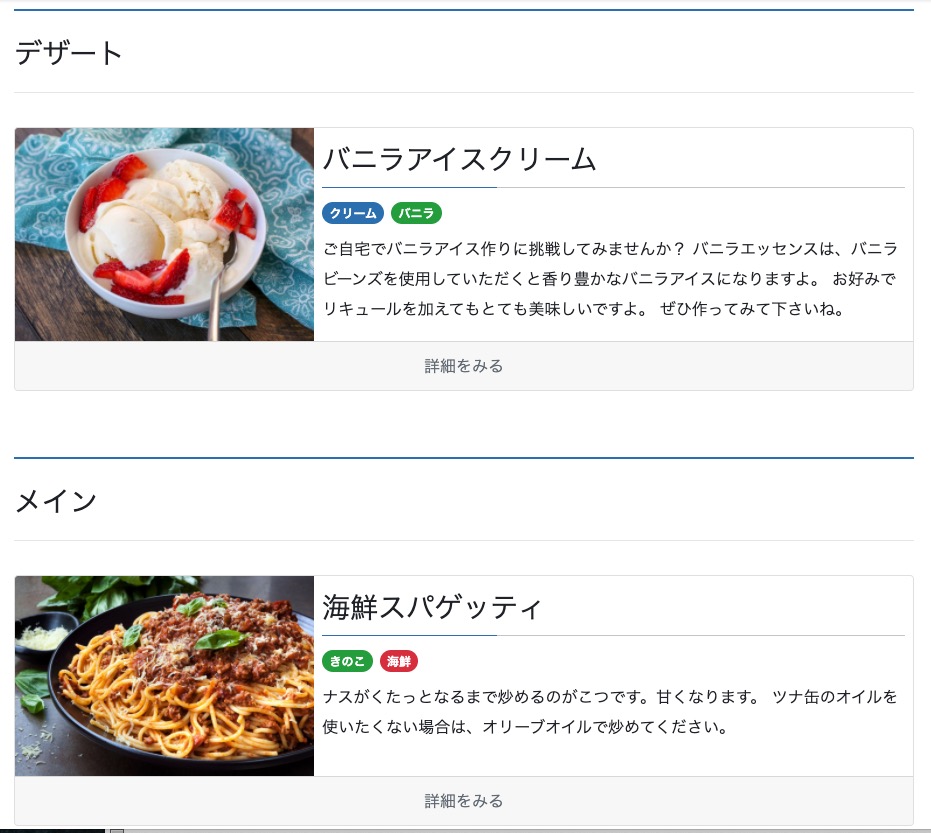 デザート
バニラアイスクリーム
クリーム バニラ
ご自宅でバニラアイス作りに挑戦してみませんか？ バニラエッセンスは、バニラ
ビーンズを使用していただくと香り豊かなバニラアイスになりますよ。 お好みで
リキュールを加えてもとても美味しいですよ。 ぜひ作ってみて下さいね。
詳細をみる
メイン
海鮮スパゲッティ
きのこ 海鮮
ナスがくたっとなるまで炒めるのがこつです。甘くなります。 ツナ缶のオイルを
使いたくない場合は、オリーブオイルで炒めてください。
詳細をみる